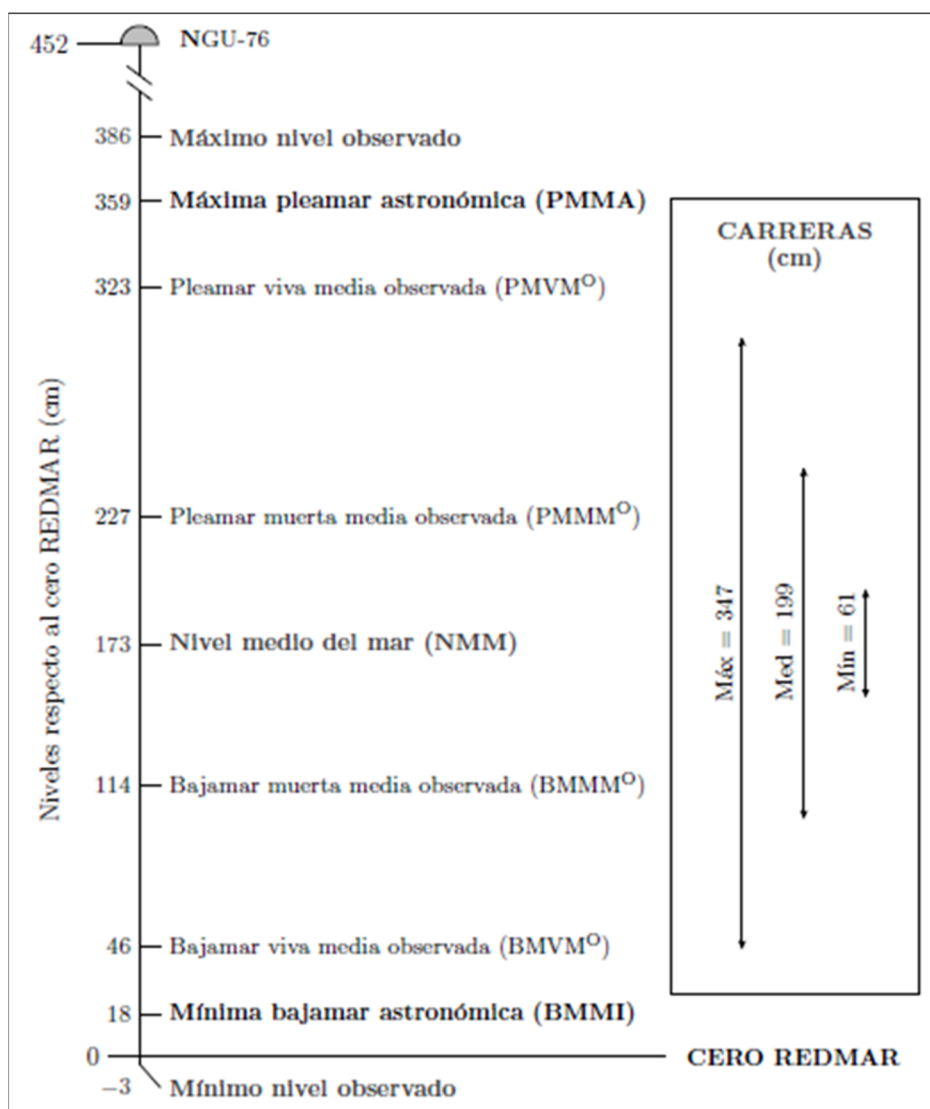 452 NGU-76
386 Máximo nivel observado
359 Máxima pleamar astronómica (PMMA)
CARRERAS
(cm)
323 Pleamar viva media observada (PMVMᴼ)
Niveles respecto al cero REDMAR (cm)
227 Pleamar muerta media observada (PMMMᴼ)
Máx = 347
Med = 199
Mín = 61
173 Nivel medio del mar (NMM)
114 Bajamar muerta media observada (BMMMᴼ)
46 Bajamar viva media observada (BMVMᴼ)
18 Mínima bajamar astronómica (BMMI)
0 CERO REDMAR
−3 Mínimo nivel observado